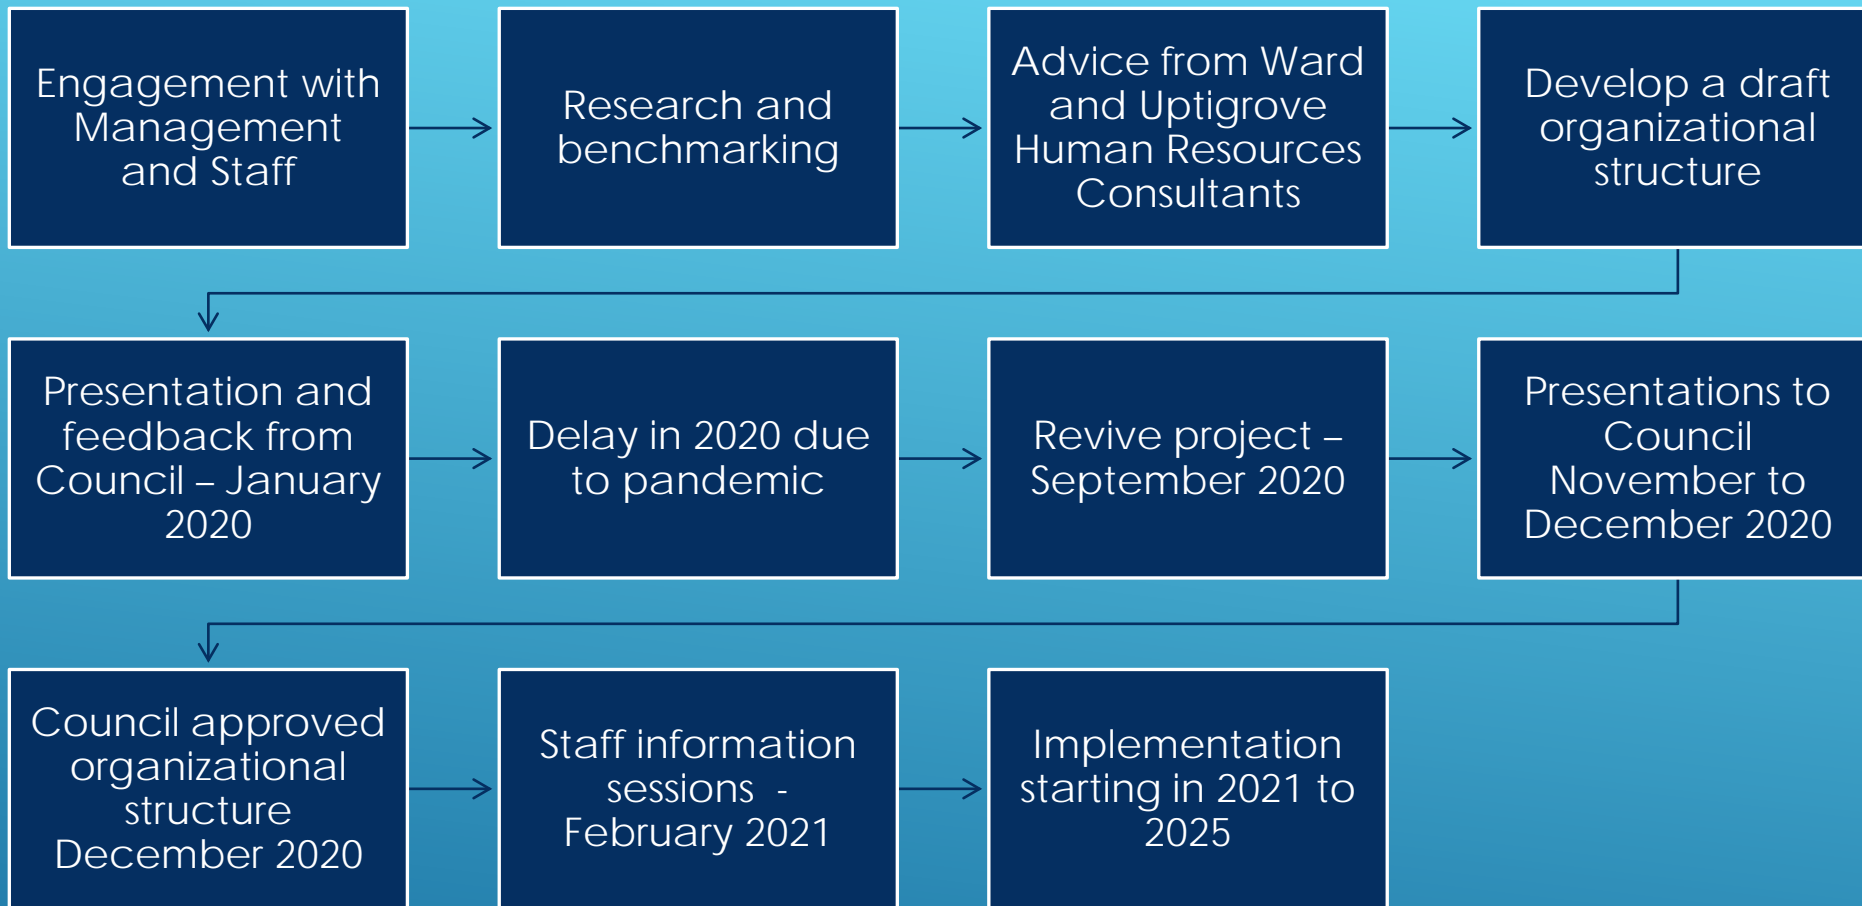 Engagement with
Management
and Staff
Research and
benchmarking
Advice from Ward
and Uptigrove
Human Resources
Consultants
Develop a draft
organizational
structure
Presentation and
feedback from
Council – January
2020
Delay in 2020 due
to pandemic
Revive project –
September 2020
Presentations to
Council
November to
December 2020
Council approved
organizational
structure
December 2020
Staff information
sessions -
February 2021
Implementation
starting in 2021 to
2025